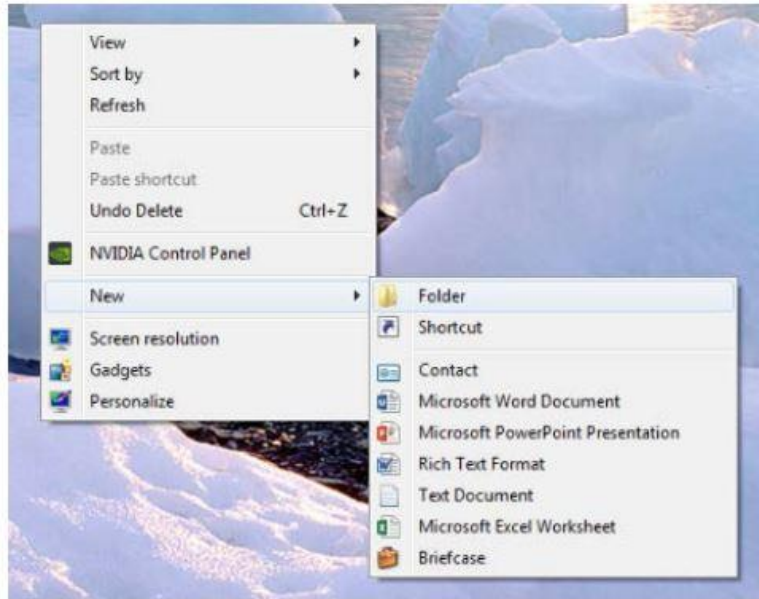 View
Sort by
Refresh
Paste
Paste shortcut
Undo Delete Ctrl+Z
NVIDIA Control Panel
New
Screen resolution
Gadgets
Personalize
Folder
Shortcut
Contact
Microsoft Word Document
Microsoft PowerPoint Presentation
Rich Text Format
Text Document
Microsoft Excel Worksheet
Briefcase